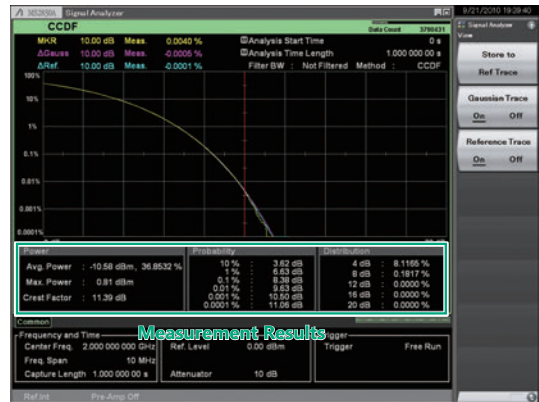 MS2830A Signal Analyzer
9/21/2010 19:39:40
CCDF
Data Count 3790431
MKR 10.00 dB Meas. 0.0040 %
Analysis Start Time 0 s
ΔGauss 10.00 dB Meas. -0.0005 %
Analysis Time Length 1.000 000 00 s
ΔRef. 10.00 dB Meas. -0.0001 %
Filter BW : Not Filtered Method : CCDF
100%
10%
1%
0.1%
0.01%
0.001%
0.0001%
Signal Analyzer
View
Store to
Ref Trace
Gaussian Trace
On Off
Reference Trace
On Off
Power
Avg. Power : -10.58 dBm, 36.8532 %
Max. Power : 0.81 dBm
Crest Factor : 11.39 dB
Probability
10 % : 3.62 dB
1% : 6.63 dB
0.1 % : 8.38 dB
0.01 % : 9.63 dB
0.001 % : 10.50 dB
0.0001 % : 11.06 dB
Distribution
4 dB : 8.1165 %
8 dB : 0.1817 %
12 dB : 0.0000 %
16 dB : 0.0000 %
20 dB : 0.0000 %
Measurement Results
Common
Frequency and Time
Center Freq. 2.000 000 000 GHz
Freq. Span 10 MHz
Capture Length 1.000 000 00 s
Ref. Level 0.00 dBm
Attenuator 10 dB
Trigger
Trigger Free Run
Ref.Int Pre-Amp Off